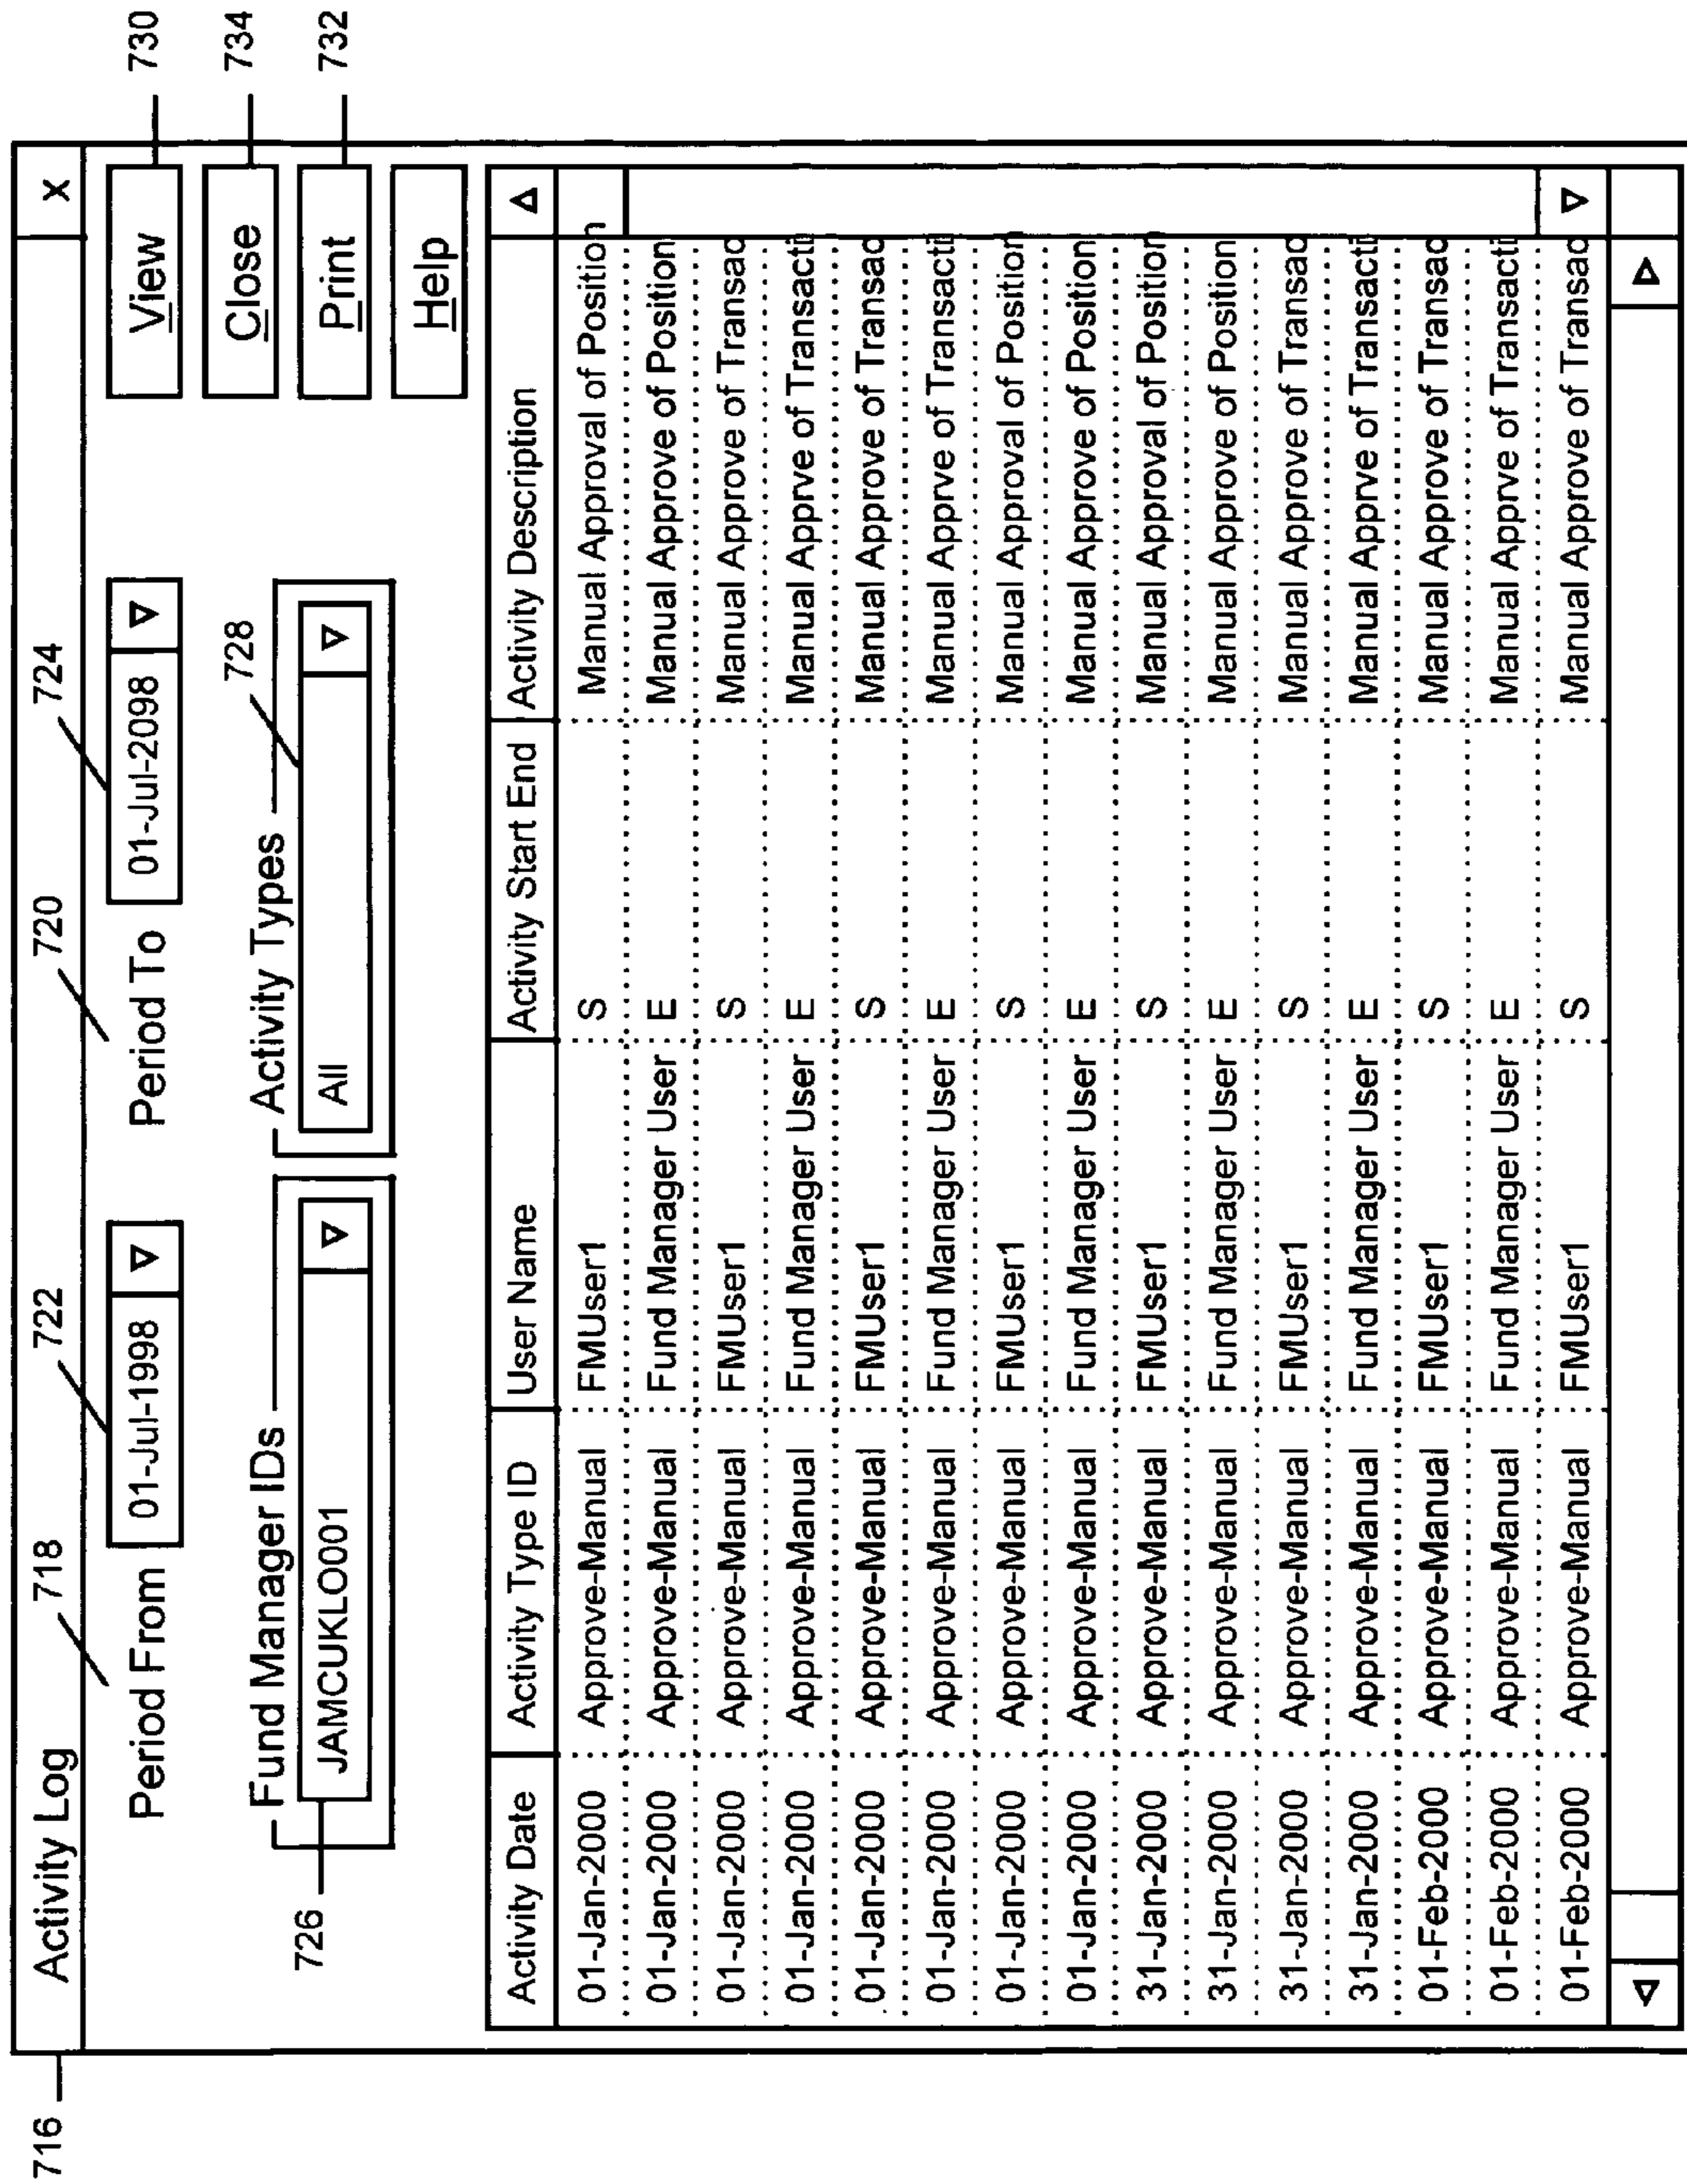 716
Activity Log X
718 722 720 724
Period From 01-Jul-1998 Period To 01-Jul-2098 View 730
Close 734
Fund Manager IDs Activity Types 728
726 JAMCUKLO001 All Print 732
Help
Activity Date Activity Type ID User Name Activity Start End Activity Description
01-Jan-2000 Approve-Manual FMUser1 S Manual Approval of Position
01-Jan-2000 Approve-Manual Fund Manager User E Manual Approve of Position
01-Jan-2000 Approve-Manual FMUser1 S Manual Approve of Transac
01-Jan-2000 Approve-Manual Fund Manager User E Manual Apprve of Transacti
01-Jan-2000 Approve-Manual FMUser1 S Manual Approve of Transac
01-Jan-2000 Approve-Manual Fund Manager User E Manual Apprve of Transacti
01-Jan-2000 Approve-Manual FMUser1 S Manual Approval of Position
01-Jan-2000 Approve-Manual Fund Manager User E Manual Approve of Position
31-Jan-2000 Approve-Manual FMUser1 S Manual Approval of Position
31-Jan-2000 Approve-Manual Fund Manager User E Manual Approve of Position
31-Jan-2000 Approve-Manual FMUser1 S Manual Approve of Transac
31-Jan-2000 Approve-Manual Fund Manager User E Manual Apprve of Transacti
01-Feb-2000 Approve-Manual FMUser1 S Manual Approve of Transac
01-Feb-2000 Approve-Manual Fund Manager User E Manual Apprve of Transacti
01-Feb-2000 Approve-Manual FMUser1 S Manual Approve of Transac